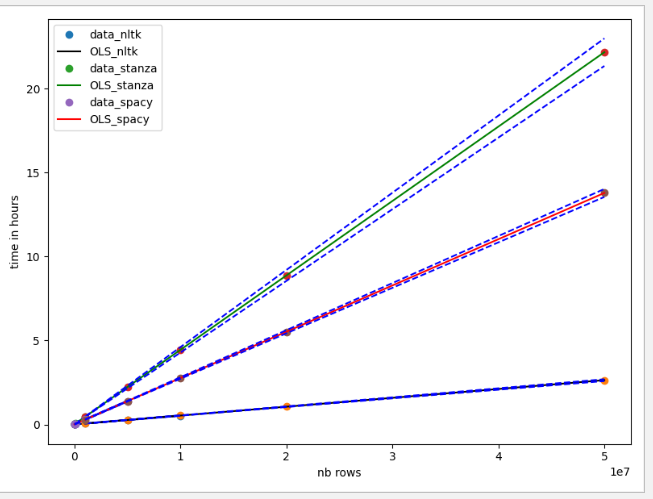 data_nltk
OLS_nltk
data_stanza
OLS_stanza
data_spacy
OLS_spacy
20
15
10
5
0
time in hours
0 1 2 3 4 5
1e7
nb rows